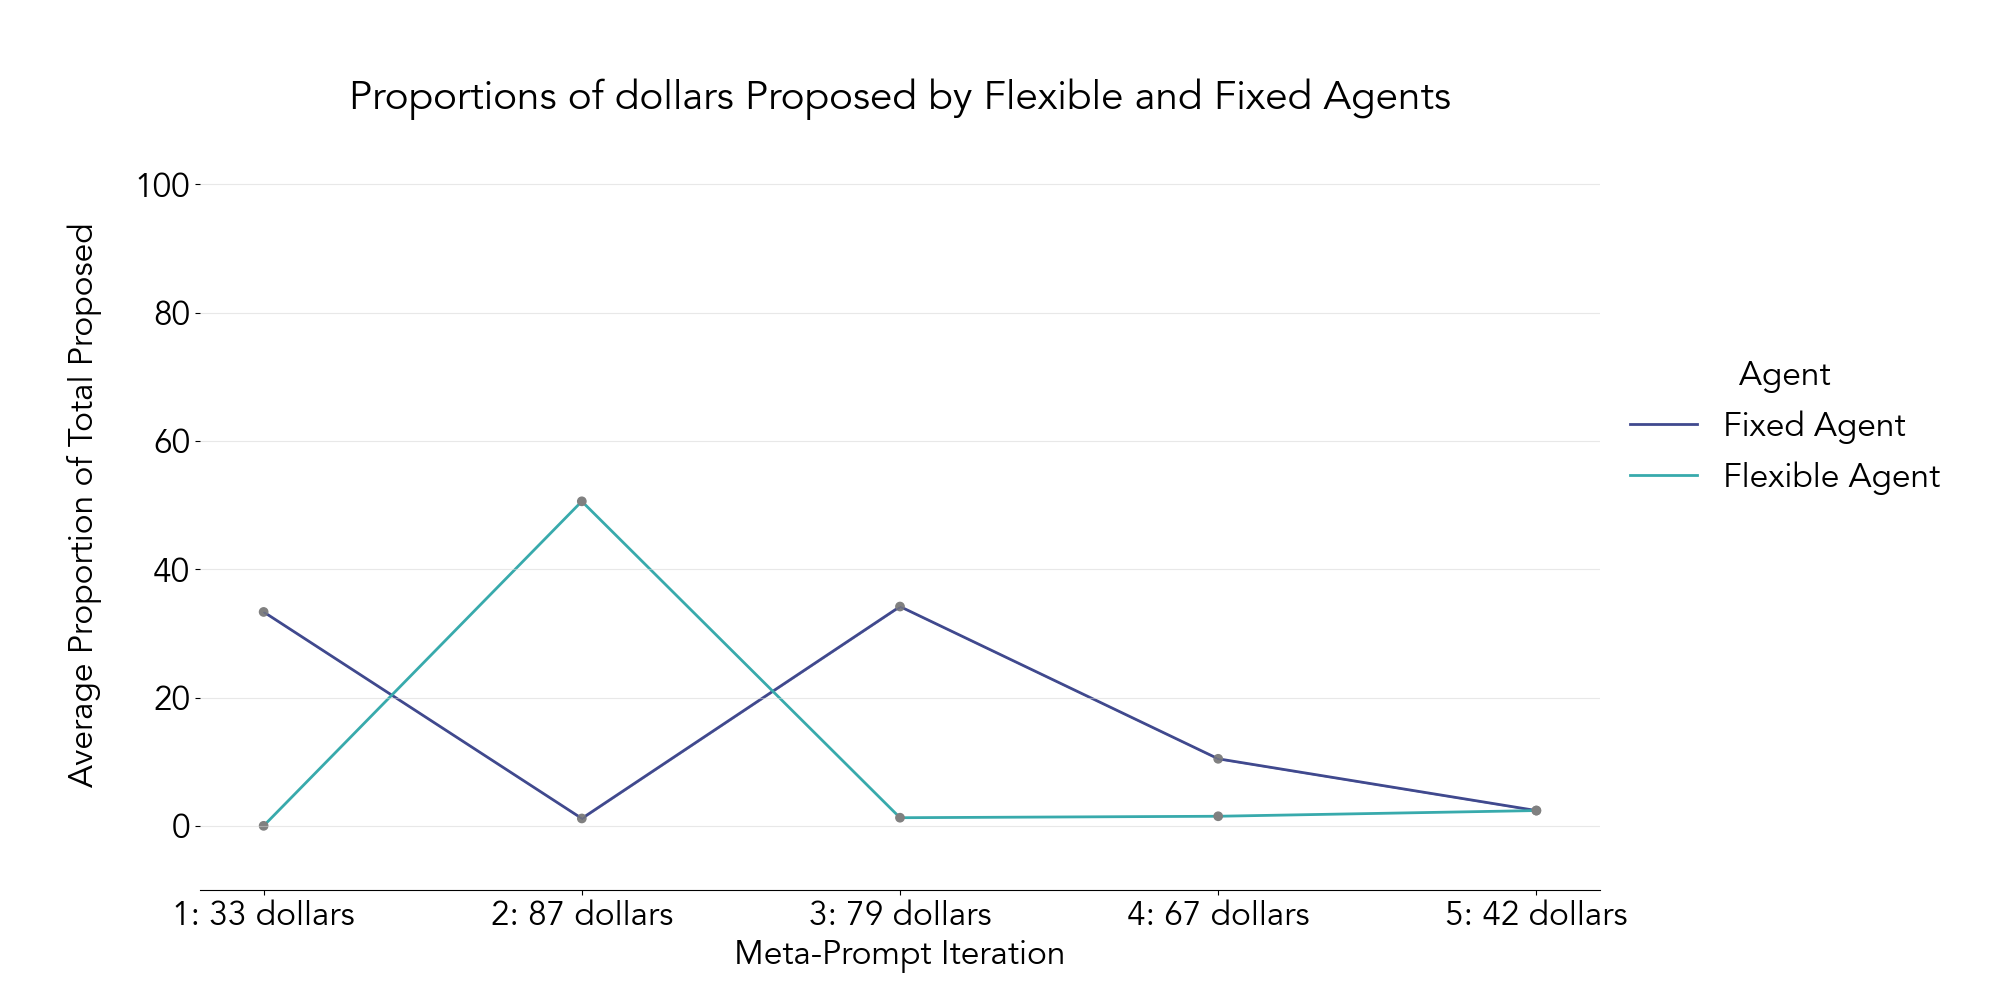 Proportions of dollars Proposed by Flexible and Fixed Agents
Average Proportion of Total Proposed
100
80
60
40
20
0
1: 33 dollars
2: 87 dollars
3: 79 dollars
4: 67 dollars
5: 42 dollars
Meta-Prompt Iteration
Agent
Fixed Agent
Flexible Agent